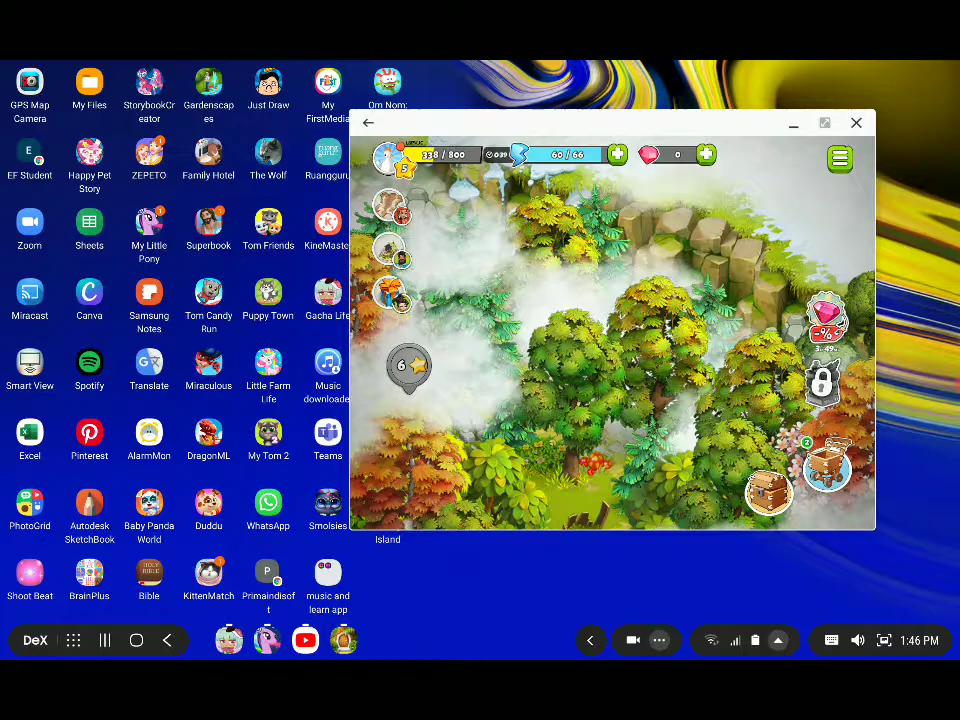 GPS Map
Camera
My Files
StorybookCr
eator
Gardenscap
es
Just Draw
My
FirstMedia
Om Nom:
EF Student
Happy Pet
Story
ZEPETO
Family Hotel
The Wolf
Ruangguru
Zoom
Sheets
My Little
Pony
Superbook
Tom Friends
KineMaster
Miracast
Canva
Samsung
Notes
Tom Candy
Run
Puppy Town
Gacha Life
Smart View
Spotify
Translate
Miraculous
Little Farm
Life
Music
downloade
Excel
Pinterest
AlarmMon
DragonML
My Tom 2
Teams
PhotoGrid
Autodesk
SketchBook
Baby Panda
World
Duddu
WhatsApp
Smolsies
Island
Shoot Beat
BrainPlus
Bible
KittenMatch
Primaindisof
t
music and
learn app
338 / 800
60 / 66
0
5
6
-%
2
DeX
1:46 PM